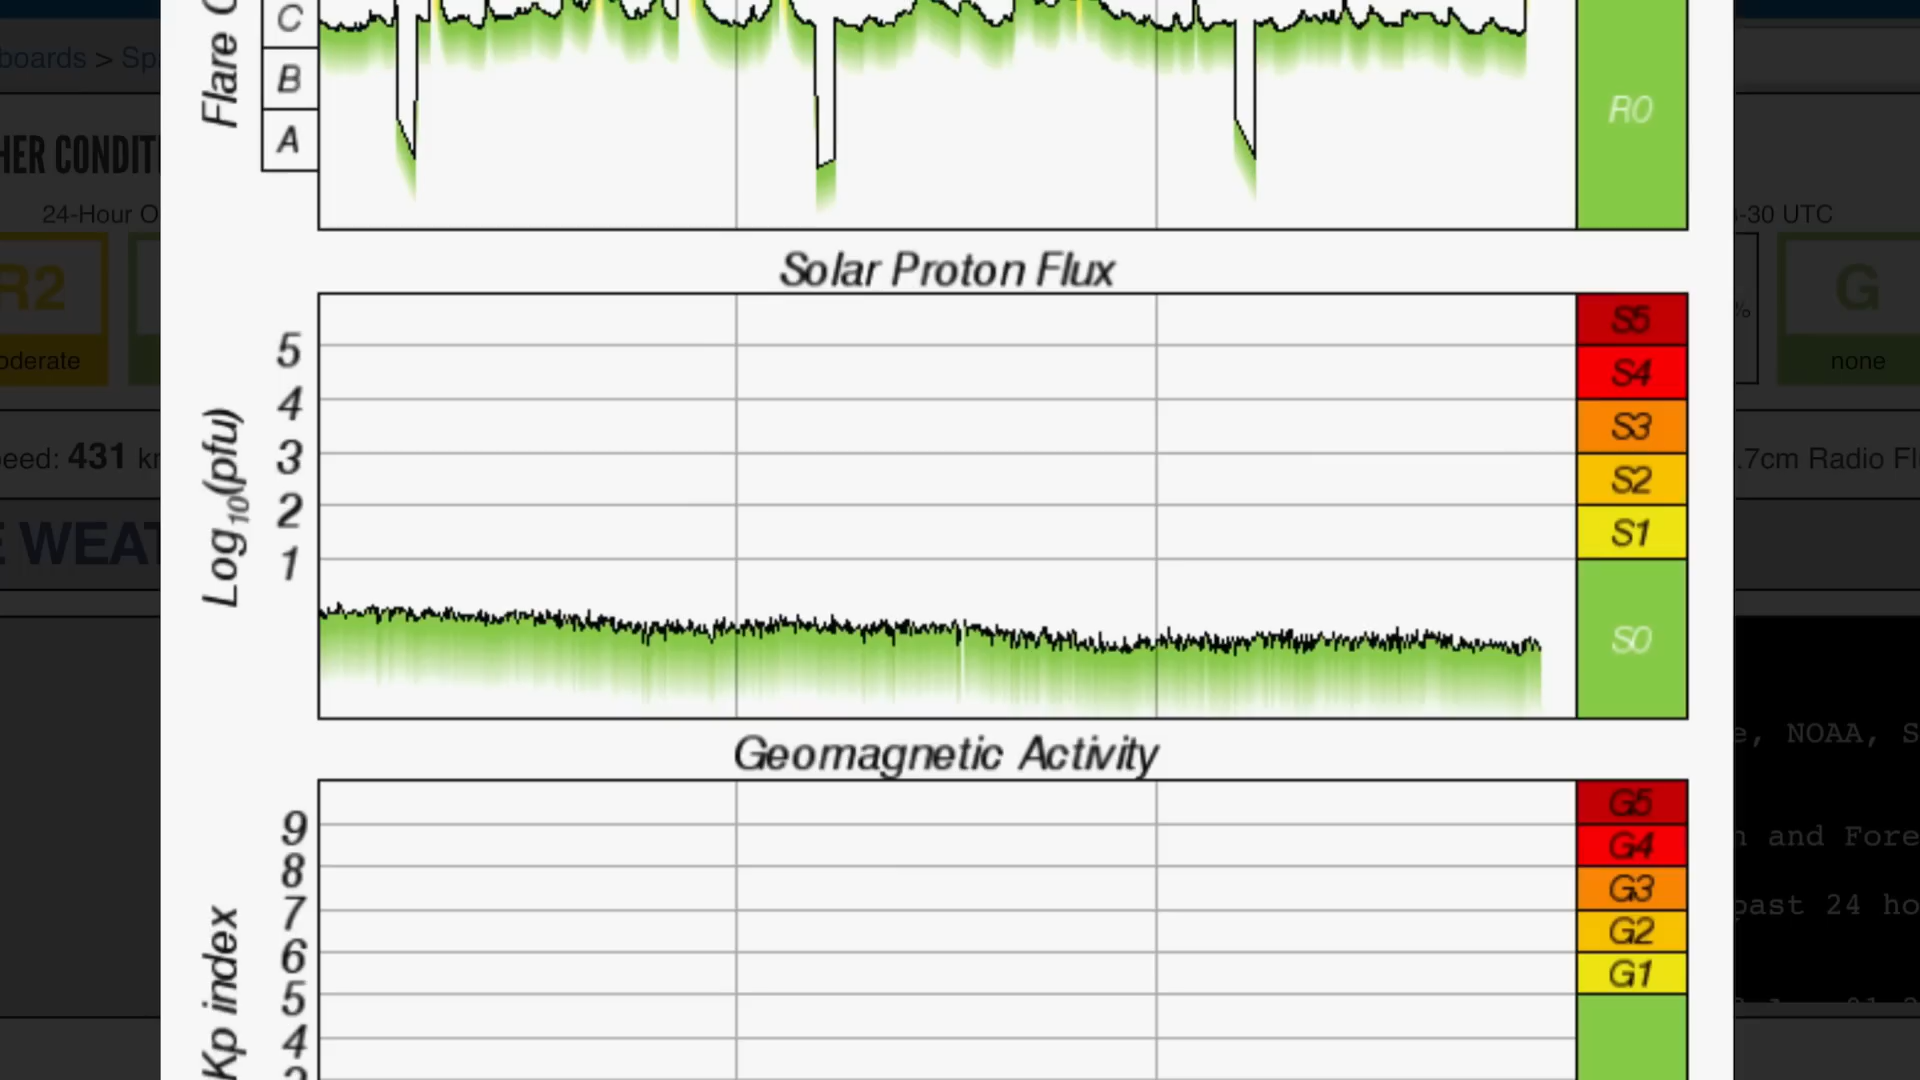 Flare
C
B
A
R0
boards > Sp
HER CONDIT
24-Hour O
-30 UTC
R2
G
%
oderate
none
eed: 431 k
.7cm Radio Fl
E WEAT
Solar Proton Flux
Log10(pfu)
5
4
3
2
1
S5
S4
S3
S2
S1
S0
e, NOAA, S
n and Fore
past 24 ho
Geomagnetic Activity
Kp index
9
8
7
6
5
4
G5
G4
G3
G2
G1